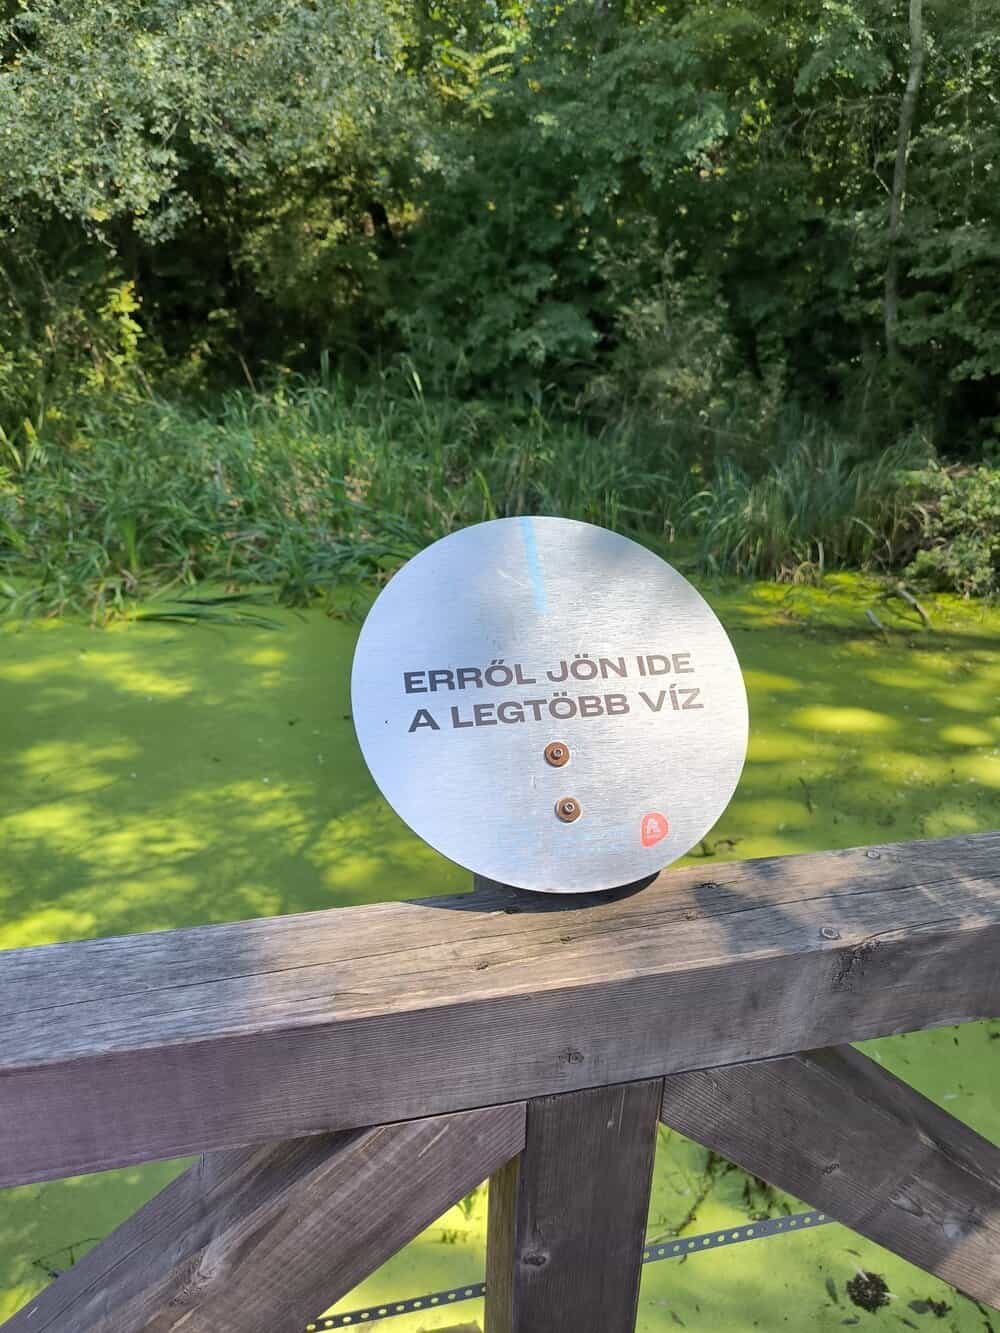 ERRŐL JÖN IDE
A LEGTÖBB VÍZ